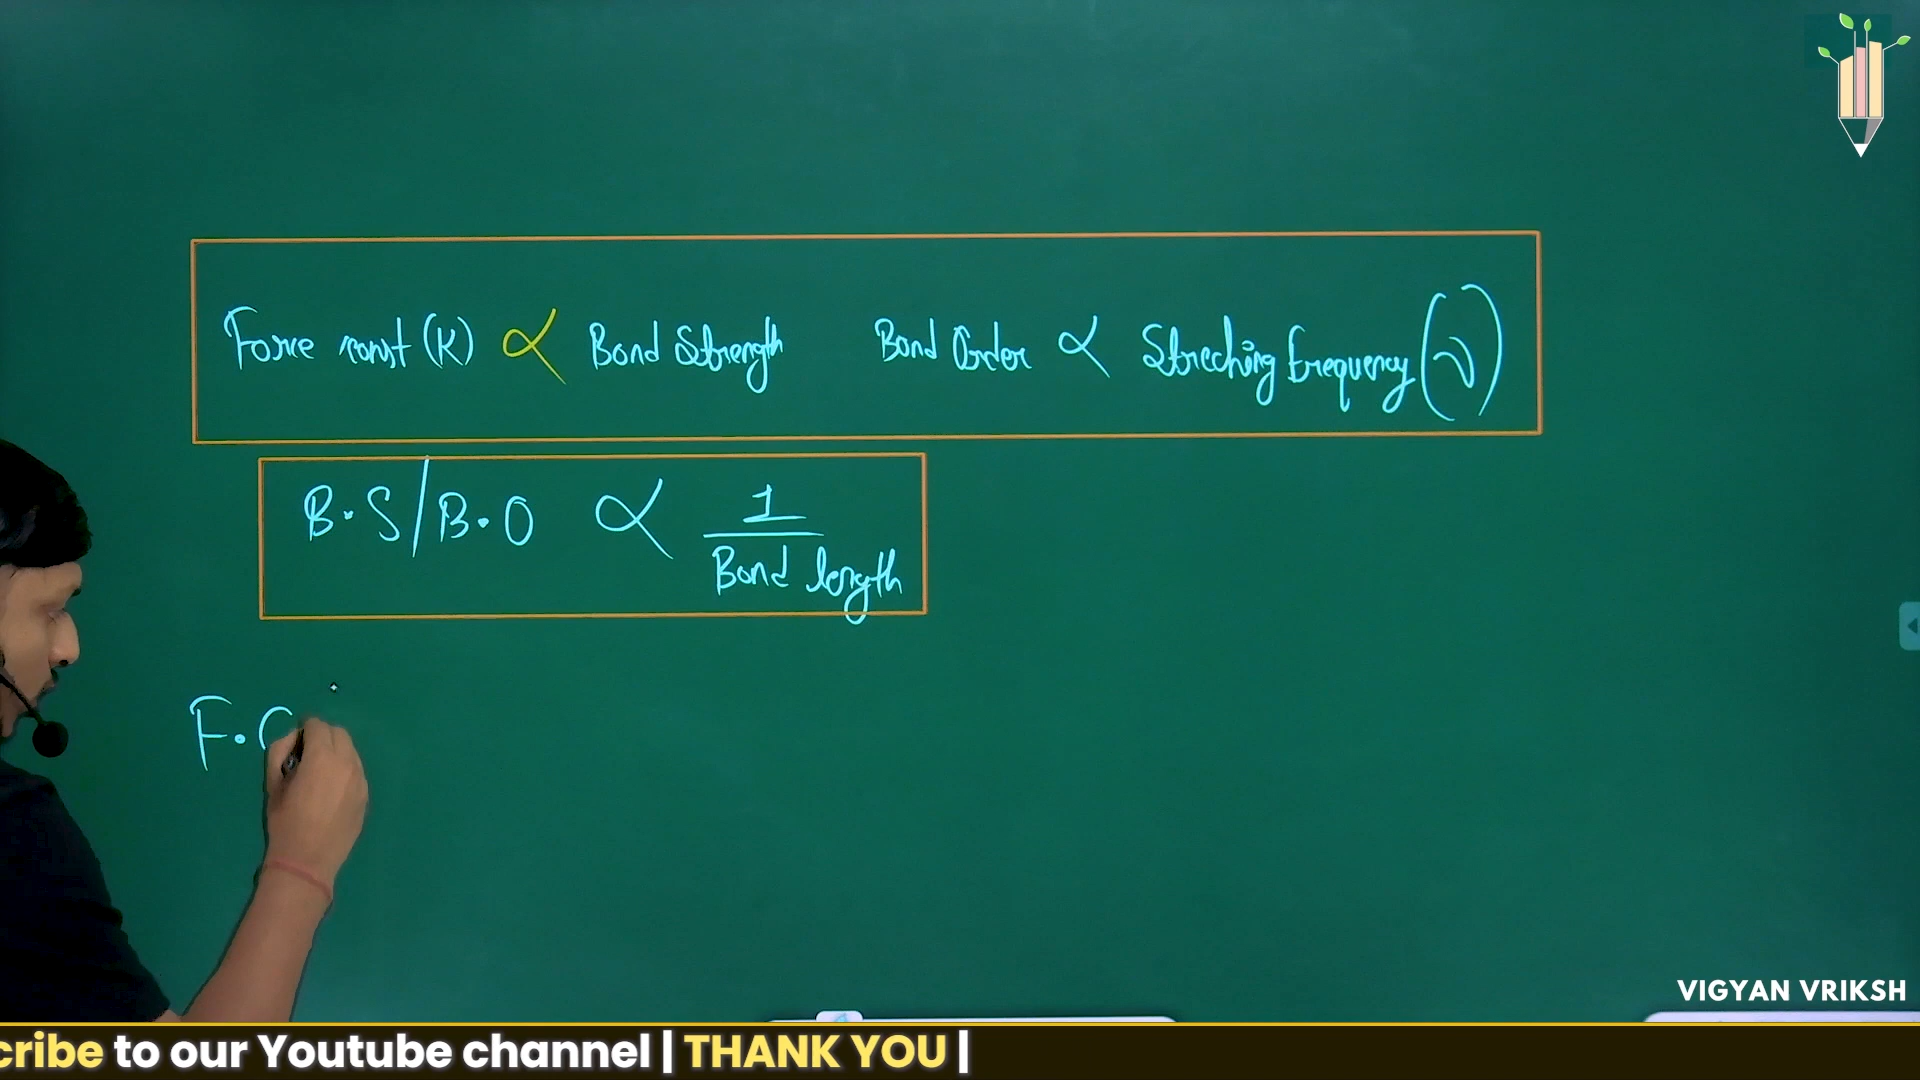 Force const (K) ∝ Bond Strength Bond Order ∝ Streching frequency (ν)
B.S/B.O ∝ 1
Bond length
F.C
VIGYAN VRIKSH
cribe to our Youtube channel | THANK YOU |